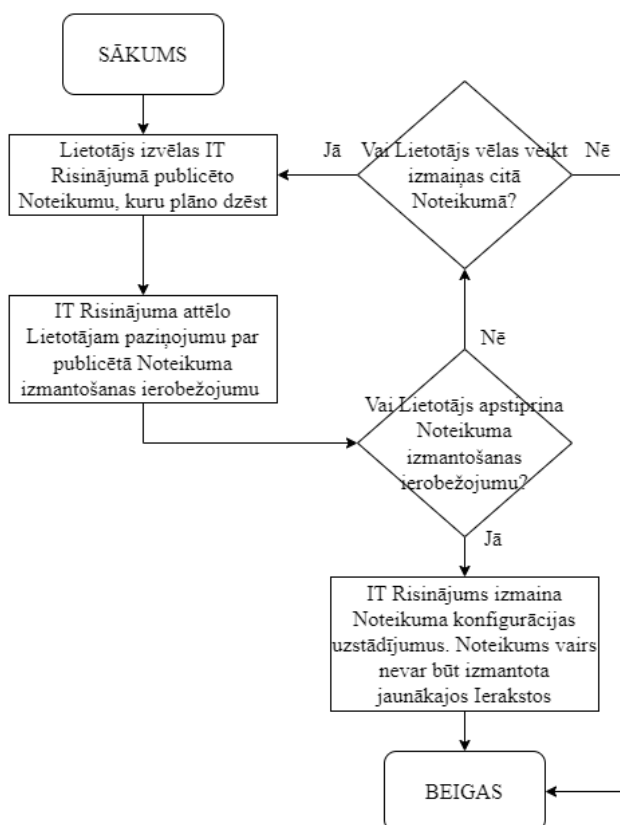 SĀKUMS
Lietotājs izvēlas IT
Risinājumā publicēto
Noteikumu, kuru plāno dzēst
Jā
Vai Lietotājs vēlas veikt
izmaiņas citā
Noteikumā?
Nē
IT Risinājuma attēlo
Lietotājam paziņojumu par
publicētā Noteikuma
izmantošanas ierobežojumu
Nē
Vai Lietotājs apstiprina
Noteikuma
izmantošanas
ierobežojumu?
Jā
IT Risinājums izmaina
Noteikuma konfigurācijas
uzstādījumus. Noteikums vairs
nevar būt izmantota
jaunākajos Ierakstos
BEIGAS